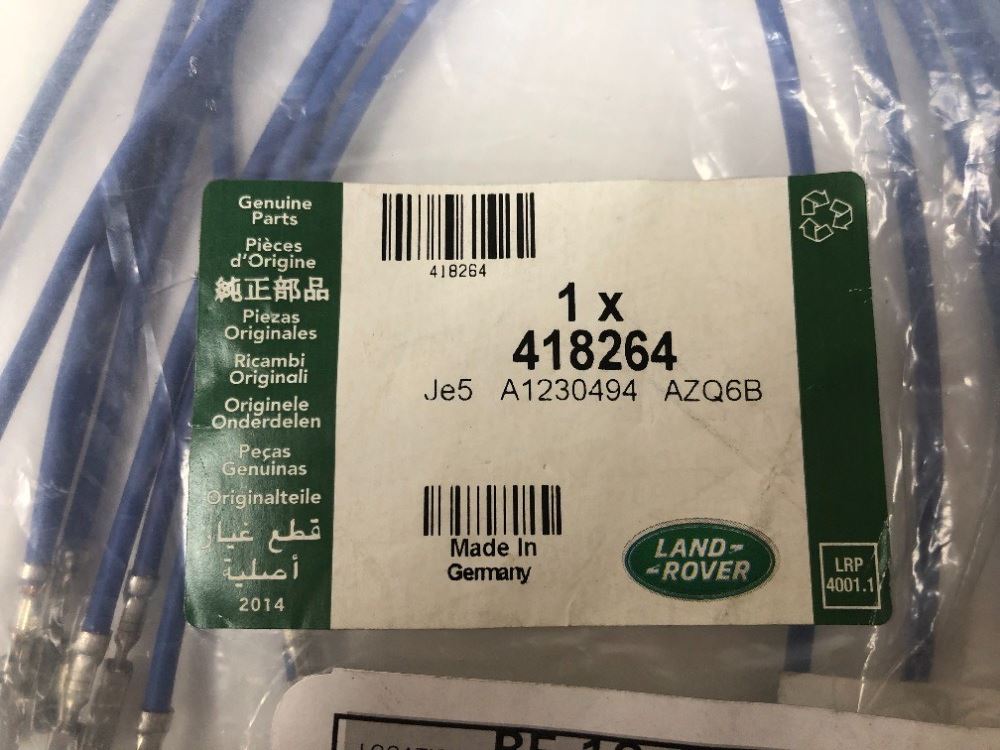 Genuine
Parts
Pièces
d'Origine
純正部品
Piezas
Originales
Ricambi
Originali
Originele
Onderdelen
Peças
Genuinas
Originalteile
قطع غيار
أصلية
2014
418264
1 x
418264
Je5 A1230494 AZQ6B
Made In
Germany
LAND-
-ROVER
LRP
4001.1